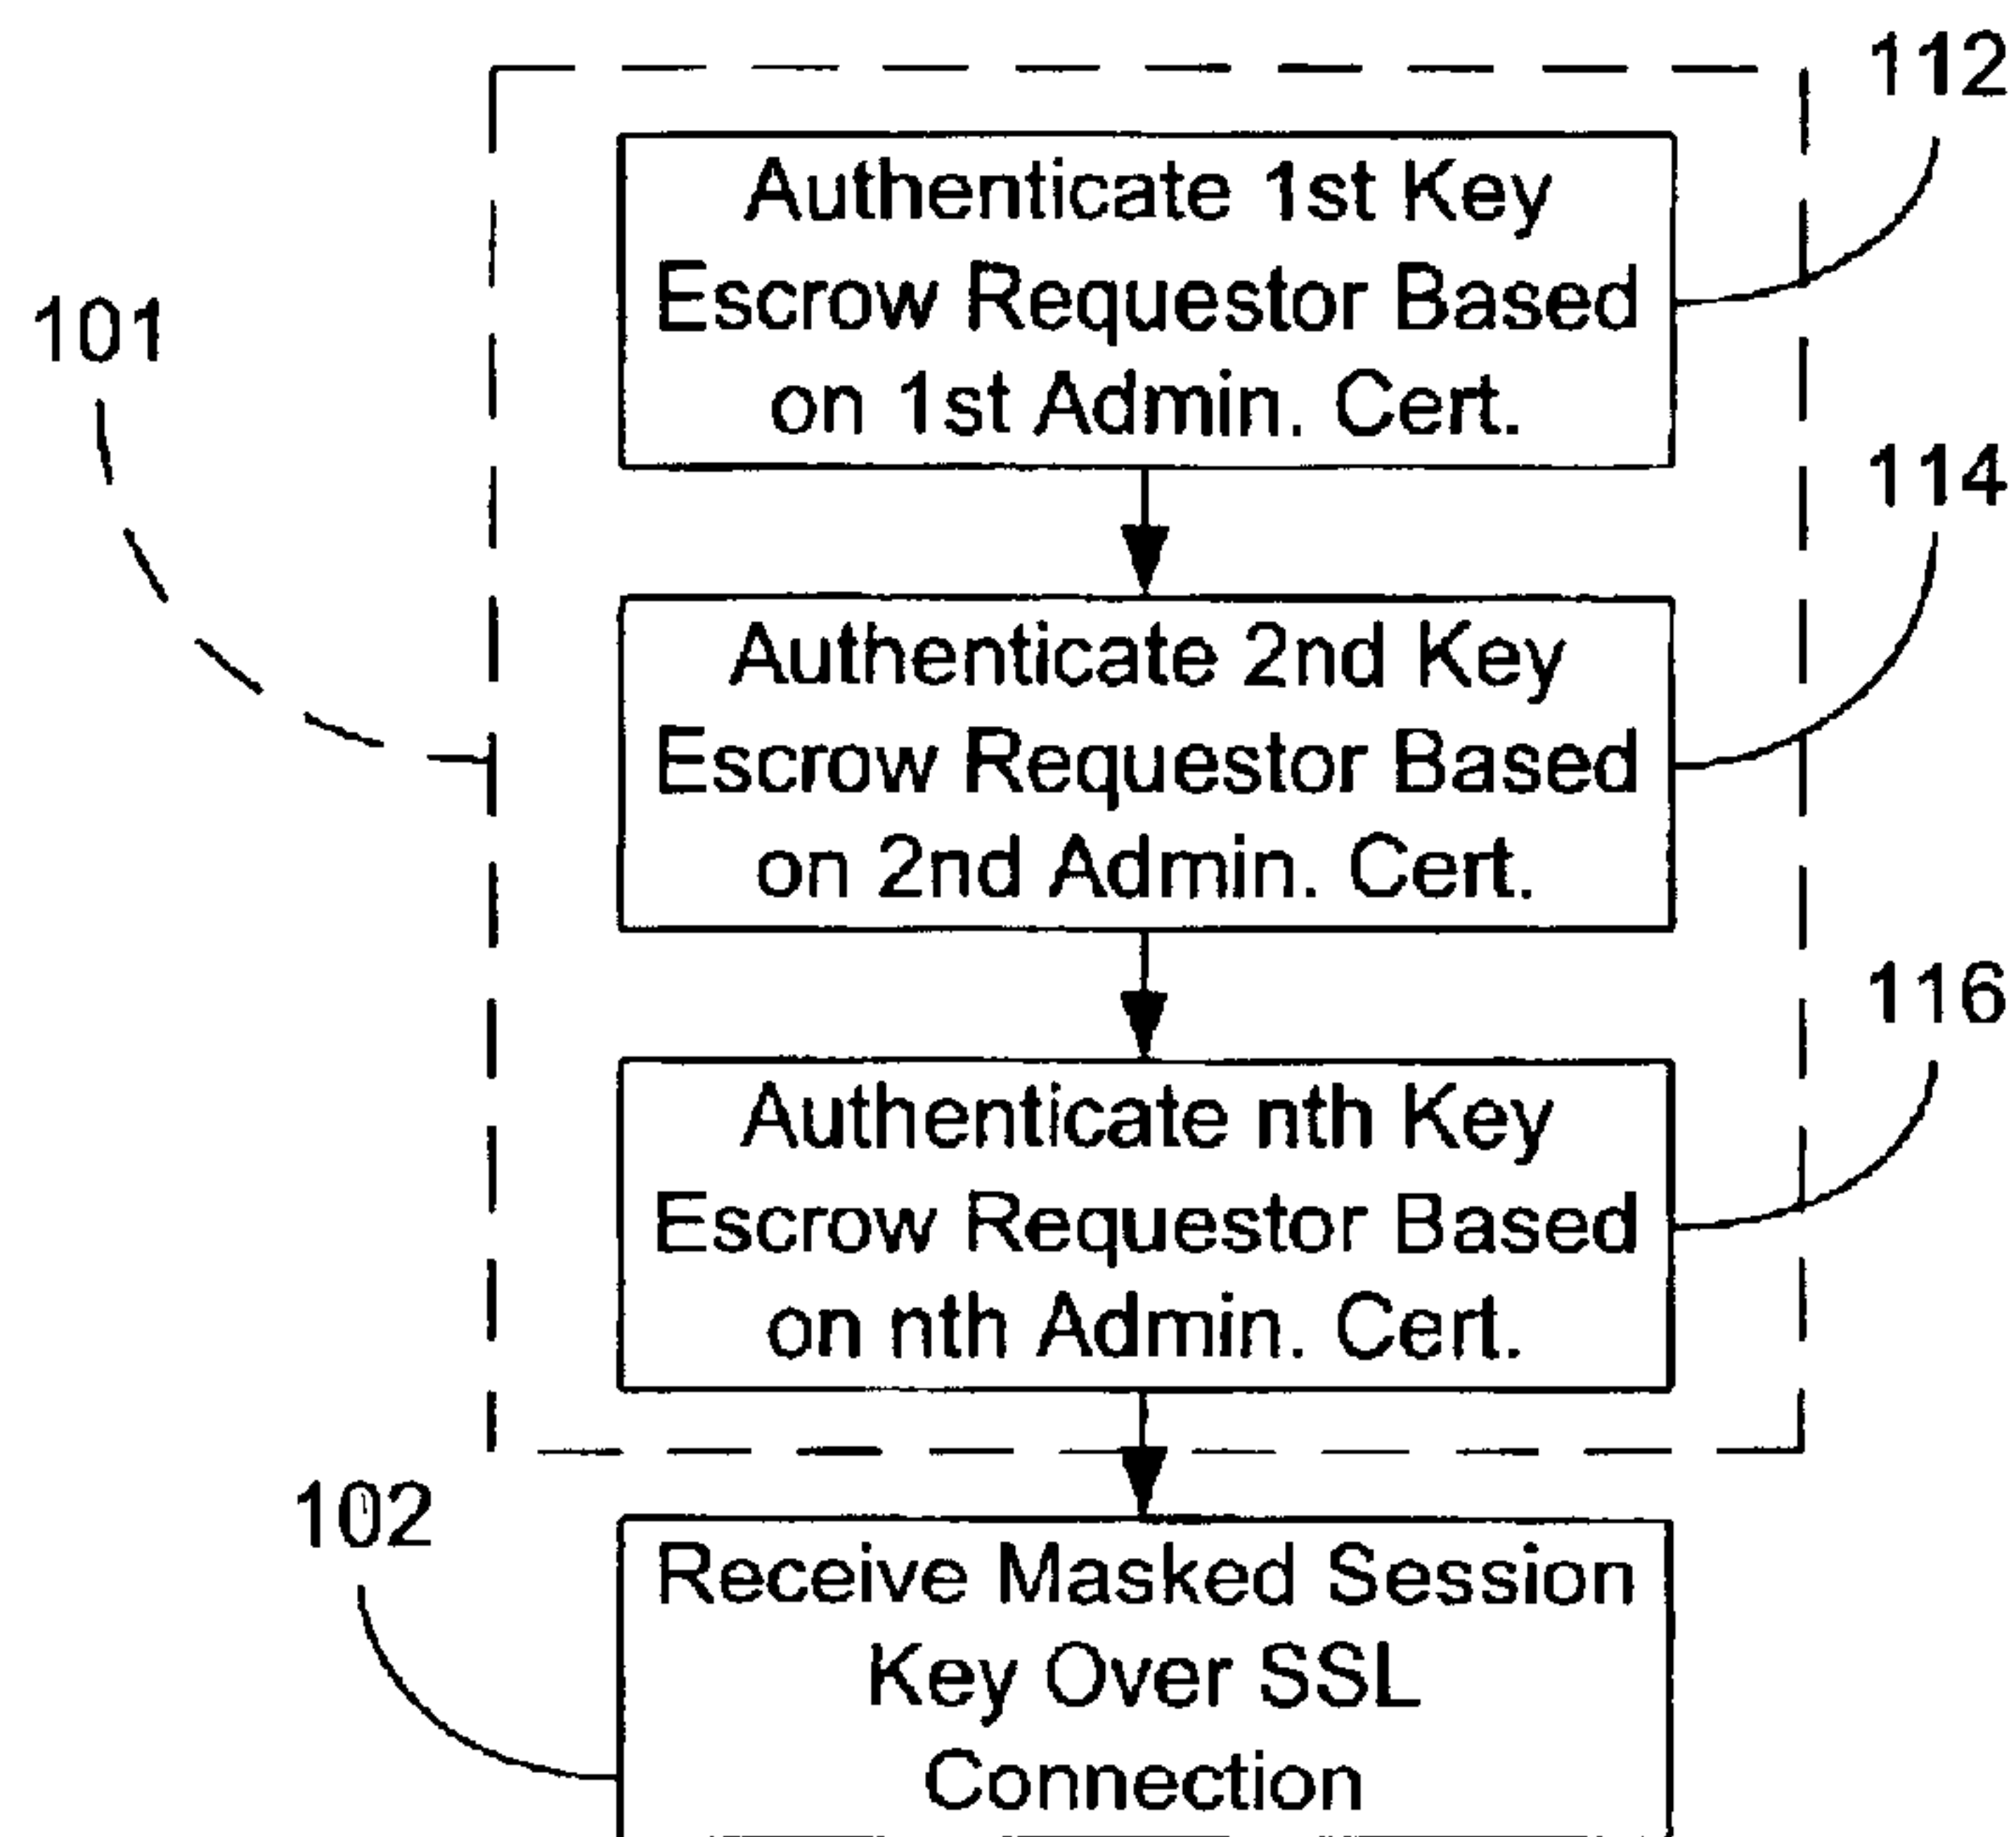 112
Authenticate 1st Key
Escrow Requestor Based
on 1st Admin. Cert.
101
114
Authenticate 2nd Key
Escrow Requestor Based
on 2nd Admin. Cert.
116
Authenticate nth Key
Escrow Requestor Based
on nth Admin. Cert.
102
Receive Masked Session
Key Over SSL
Connection